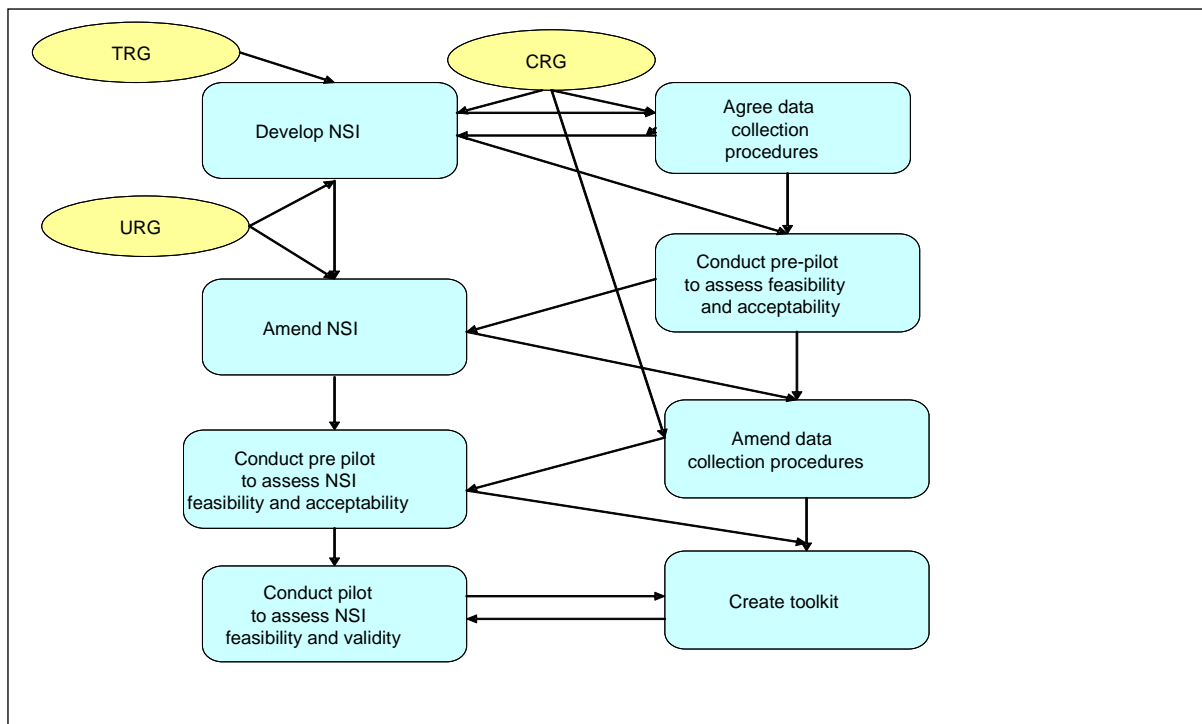 TRG
CRG
Develop NSI
Agree data
collection
procedures
URG
Conduct pre-pilot
to assess feasibility
and acceptability
Amend NSI
Amend data
collection procedures
Conduct pre pilot
to assess NSI
feasibility and acceptability
Conduct pilot
to assess NSI
feasibility and validity
Create toolkit